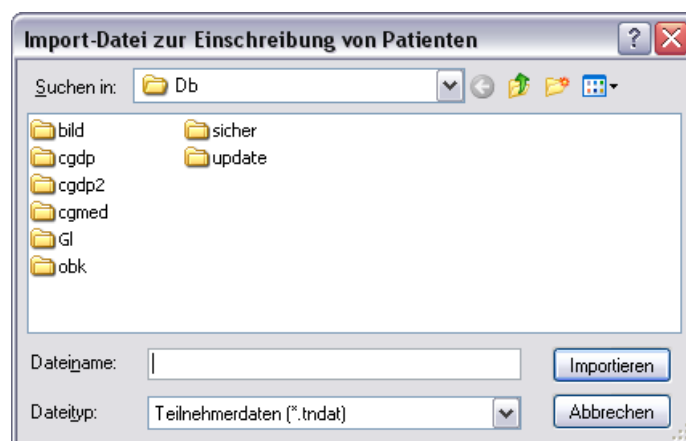 Import-Datei zur Einschreibung von Patienten
Suchen in: Db
bild sicher
cgdp update
cgdp2
cgmed
Gl
obk
Dateiname: Importieren
Dateityp: Teilnehmerdaten (*.tndat) Abbrechen